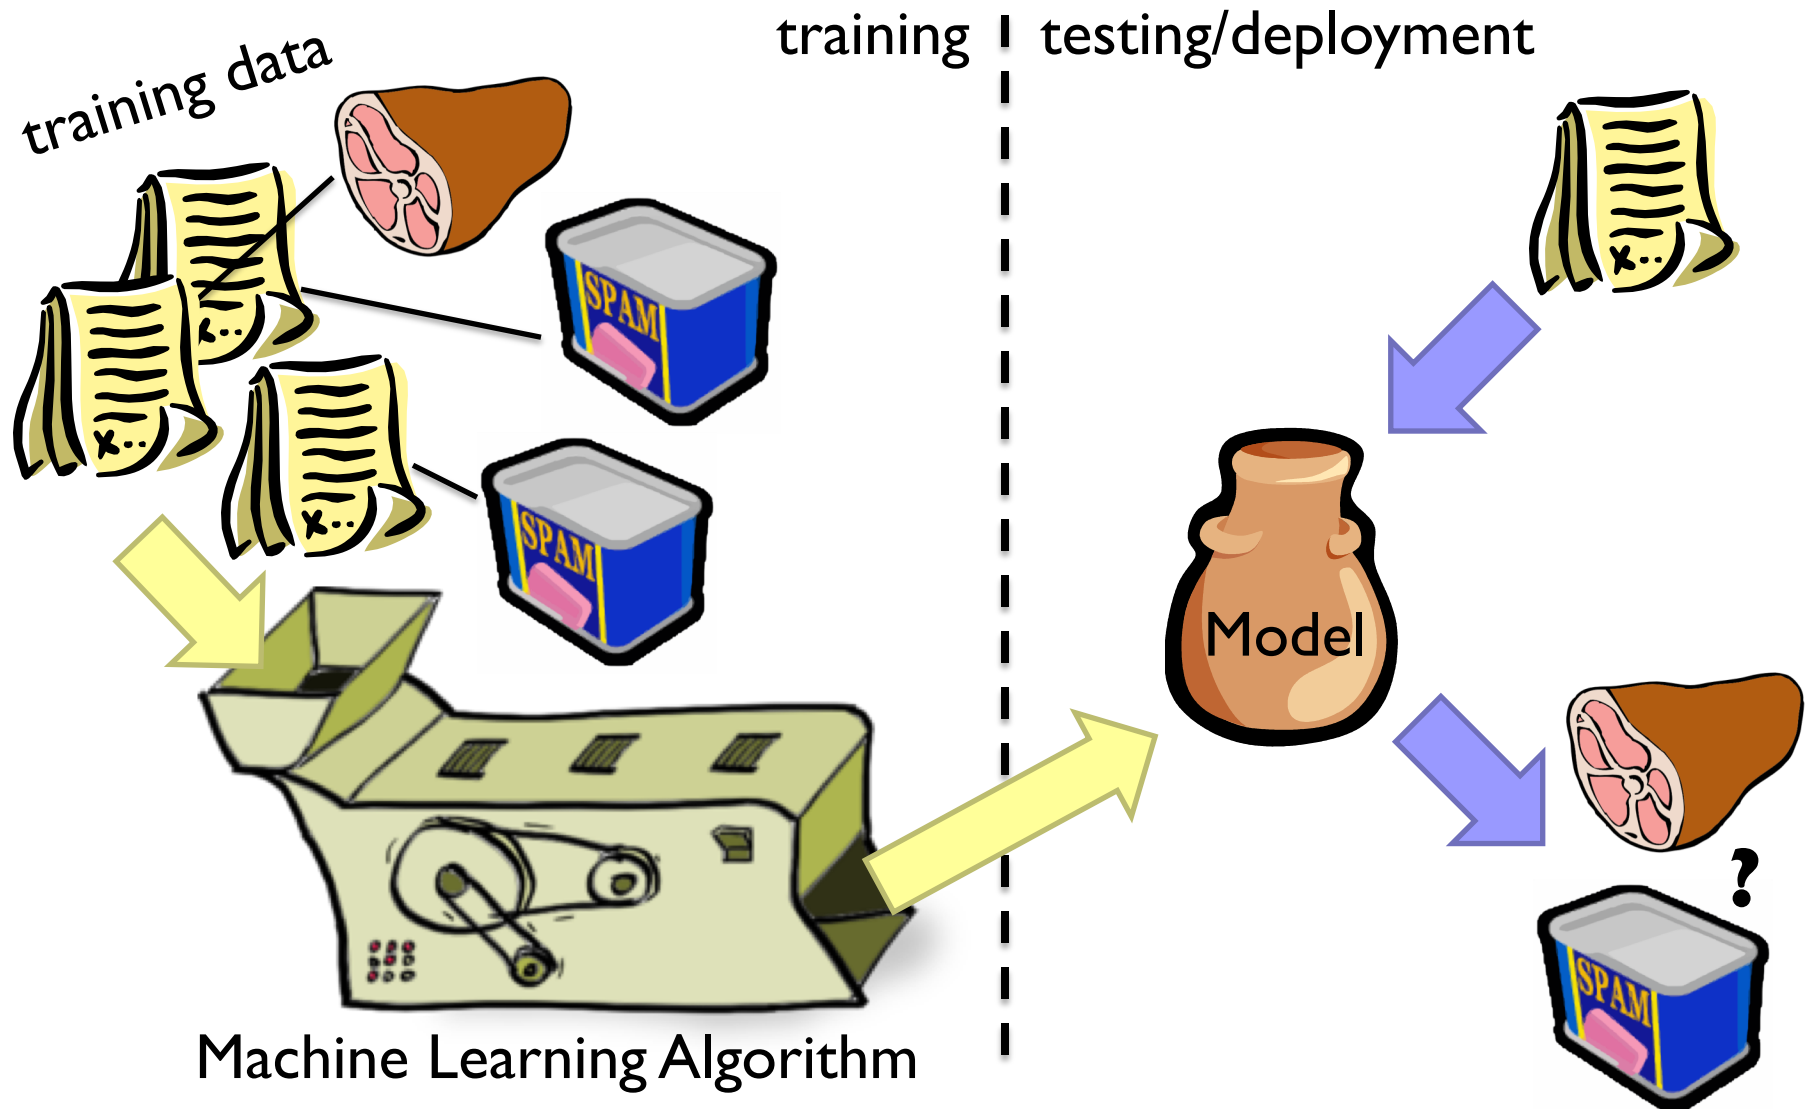 training
testing/deployment
training data
SPAM
SPAM
x..
x..
x..
x..
Model
?
SPAM
Machine Learning Algorithm